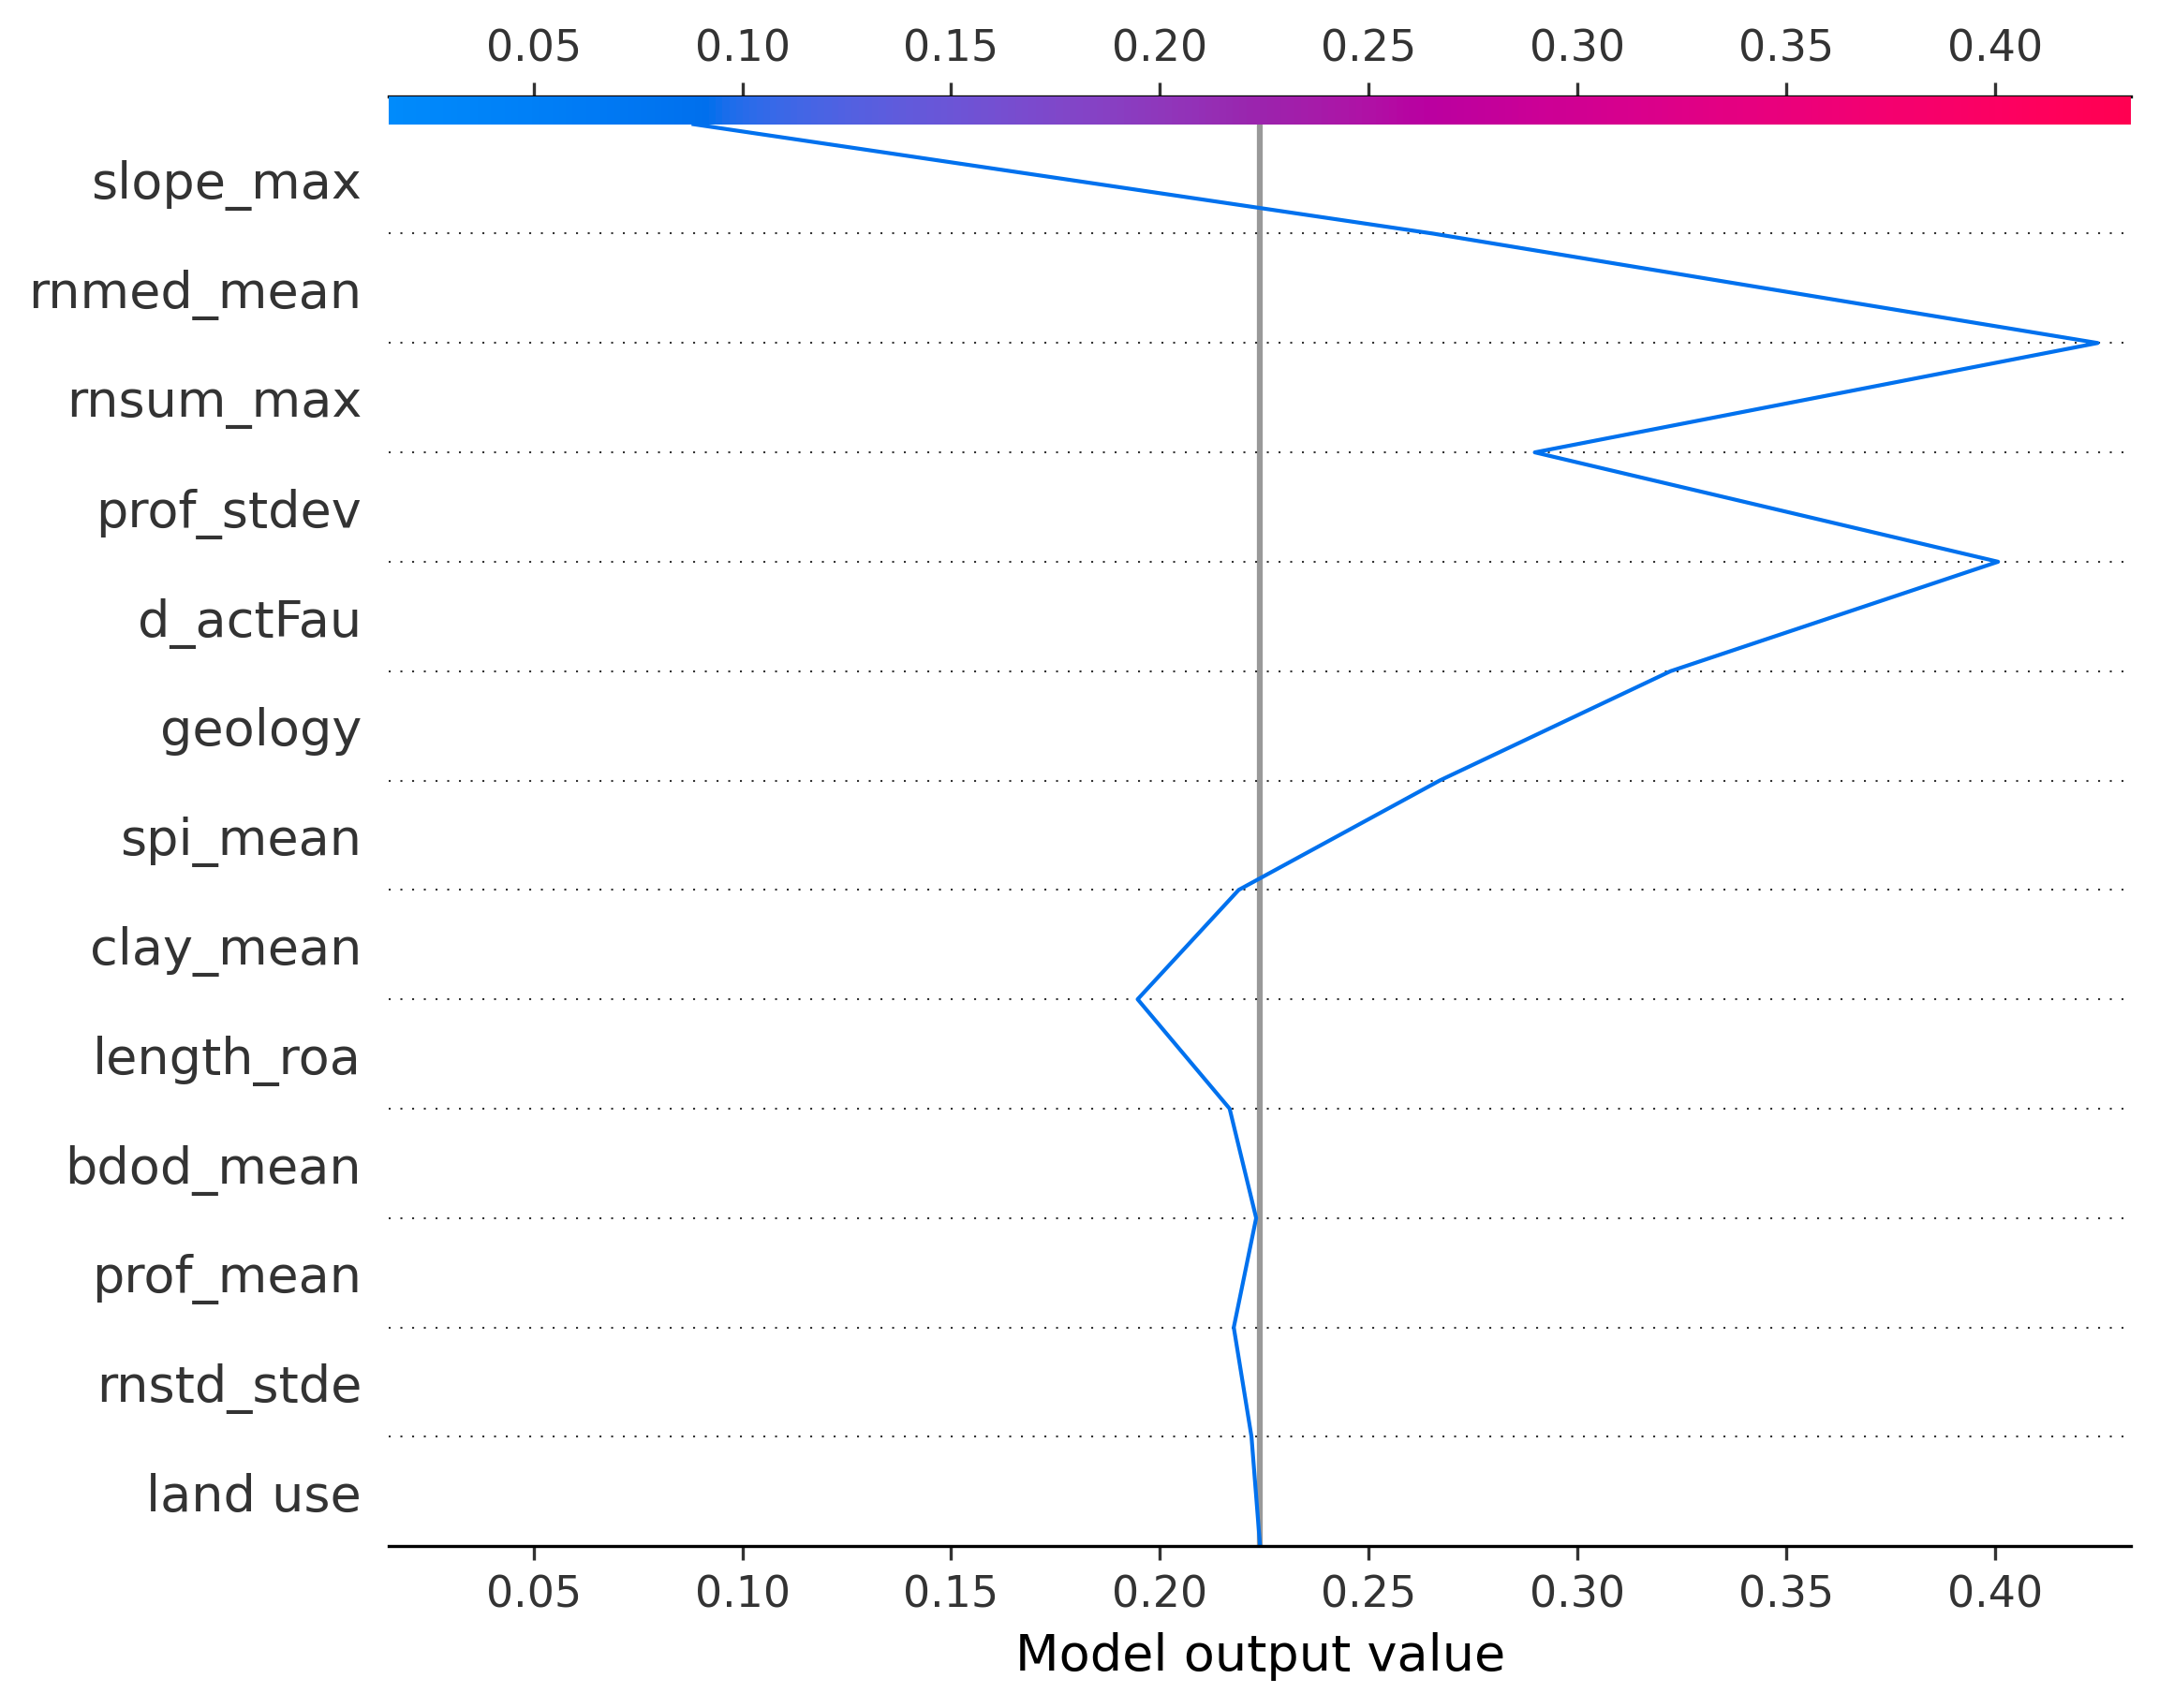 0.05 0.10 0.15 0.20 0.25 0.30 0.35 0.40
slope_max
rnmed_mean
rnsum_max
prof_stdev
d_actFau
geology
spi_mean
clay_mean
length_roa
bdod_mean
prof_mean
rnstd_stde
land use
0.05 0.10 0.15 0.20 0.25 0.30 0.35 0.40
Model output value